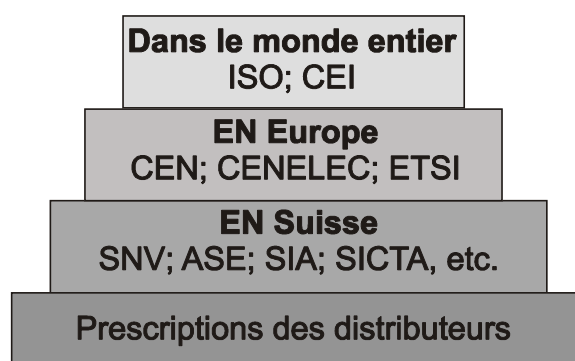 Dans le monde entier
ISO; CEI
EN Europe
CEN; CENELEC; ETSI
EN Suisse
SNV; ASE; SIA; SICTA, etc.
Prescriptions des distributeurs